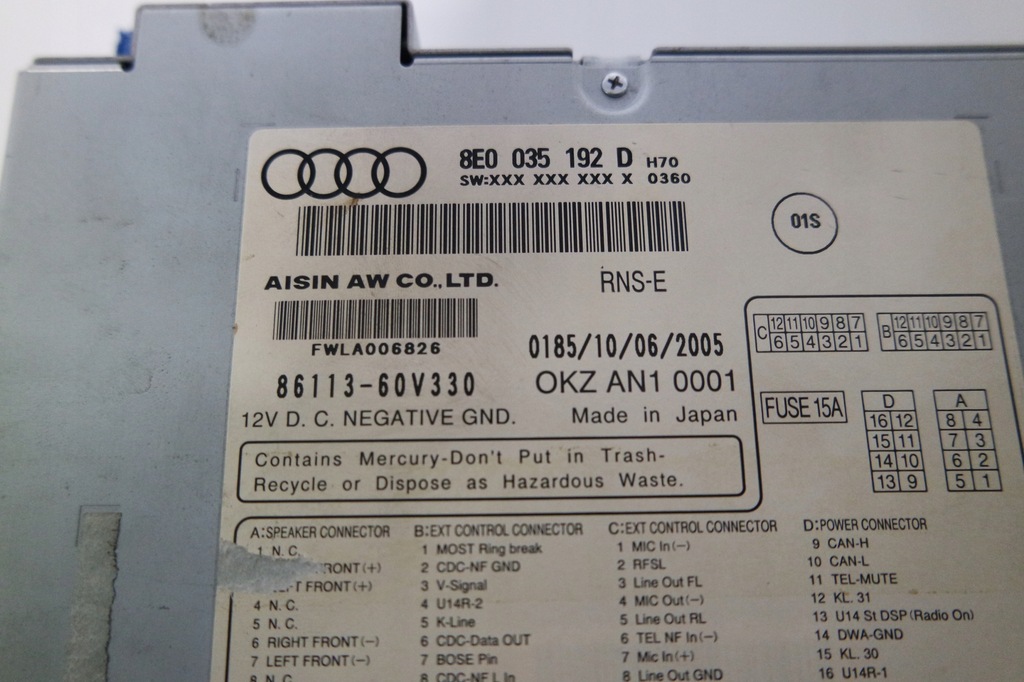 8E0 035 192 D H70
SW:XXX XXX XXX X 0360
01S
AISIN AW CO.,LTD.
RNS-E
FWLA006826
0185/10/06/2005
86113-60V330
OKZ AN1 0001
12V D. C. NEGATIVE GND.
Made in Japan
Contains Mercury-Don't Put in Trash-
Recycle or Dispose as Hazardous Waste.
C 12 11 10 9 8 7
6 5 4 3 2 1
B 12 11 10 9 8 7
6 5 4 3 2 1
FUSE 15A
D
16 12
15 11
14 10
13 9
A
8 4
7 3
6 2
5 1
A:SPEAKER CONNECTOR
1 N. C.
RONT(+)
FRONT(+)
4 N. C.
5 N. C.
6 RIGHT FRONT(-)
7 LEFT FRONT(-)
8 N. C.
B:EXT CONTROL CONNECTOR
1 MOST Ring break
2 CDC-NF GND
3 V-Signal
4 U14R-2
5 K-Line
6 CDC-Data OUT
7 BOSE Pin
8 CDC-NF L In
C:EXT CONTROL CONNECTOR
1 MIC In(-)
2 RFSL
3 Line Out FL
4 MIC Out(-)
5 Line Out RL
6 TEL NF In(-)
7 Mic In(+)
8 Line Out GND
D:POWER CONNECTOR
9 CAN-H
10 CAN-L
11 TEL-MUTE
12 KL. 31
13 U14 St DSP(Radio On)
14 DWA-GND
15 KL. 30
16 U14R-1